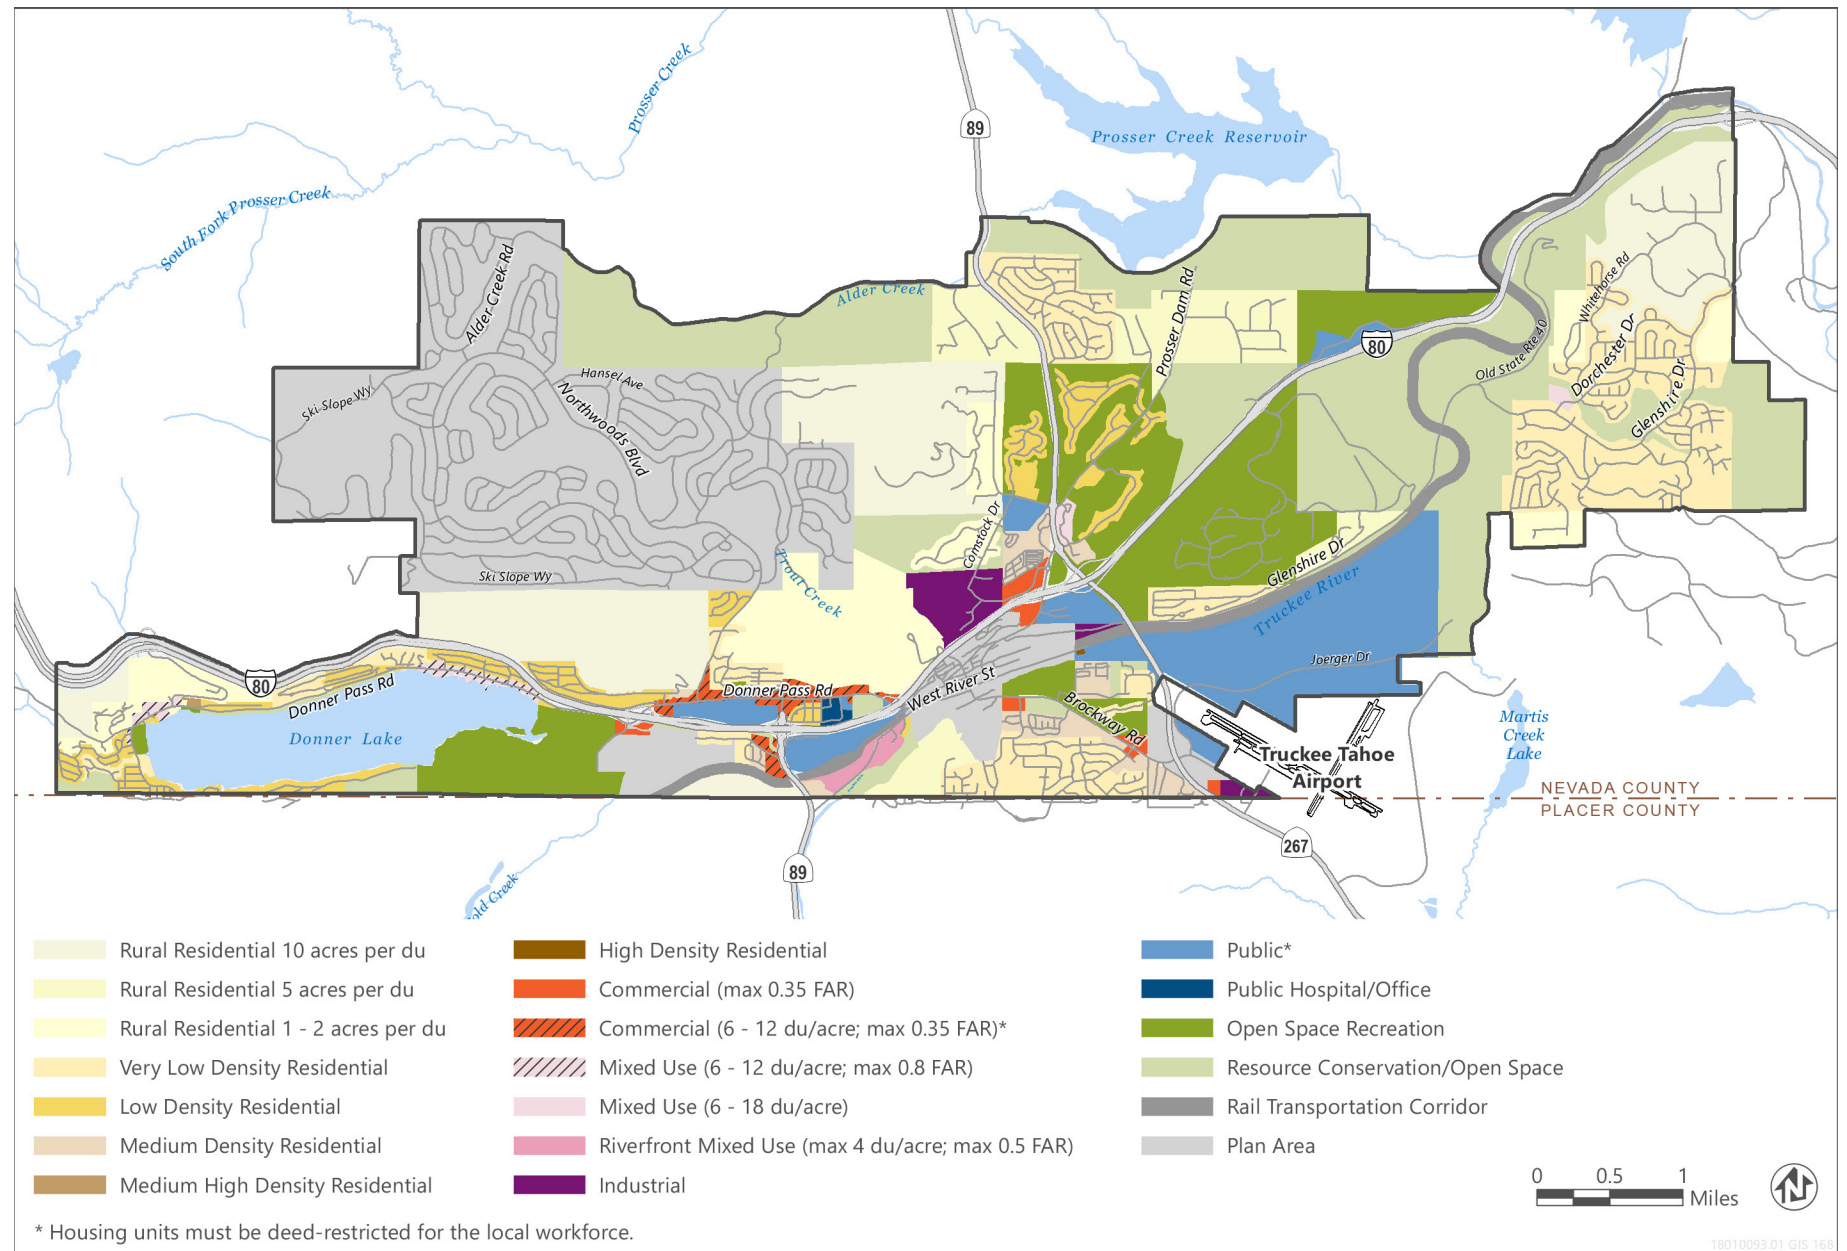 Prosser Creek
89
Prosser Creek Reservoir
South Fork Prosser Creek
Alder Creek Rd
Alder Creek
Prosser Dam Rd
Whitehorse Rd
80
Old State Rte 40
Dorchester Dr
Glenshire Dr
Ski Slope Wy
Hansel Ave
Northwoods Blvd
Comstock Dr
Trout Creek
Ski Slope Wy
Glenshire Dr
Truckee River
Joerger Dr
80
Donner Pass Rd
Donner Pass Rd
West River St
Brockway Rd
Donner Lake
Martis
Creek
Lake
Truckee Tahoe
Airport
NEVADA COUNTY
PLACER COUNTY
89
267
Cold Creek
Rural Residential 10 acres per du
Rural Residential 5 acres per du
Rural Residential 1 - 2 acres per du
Very Low Density Residential
Low Density Residential
Medium Density Residential
Medium High Density Residential
High Density Residential
Commercial (max 0.35 FAR)
Commercial (6 - 12 du/acre; max 0.35 FAR)*
Mixed Use (6 - 12 du/acre; max 0.8 FAR)
Mixed Use (6 - 18 du/acre)
Riverfront Mixed Use (max 4 du/acre; max 0.5 FAR)
Industrial
Public*
Public Hospital/Office
Open Space Recreation
Resource Conservation/Open Space
Rail Transportation Corridor
Plan Area
0 0.5 1
Miles
N
* Housing units must be deed-restricted for the local workforce.
18010093.01 GIS 168